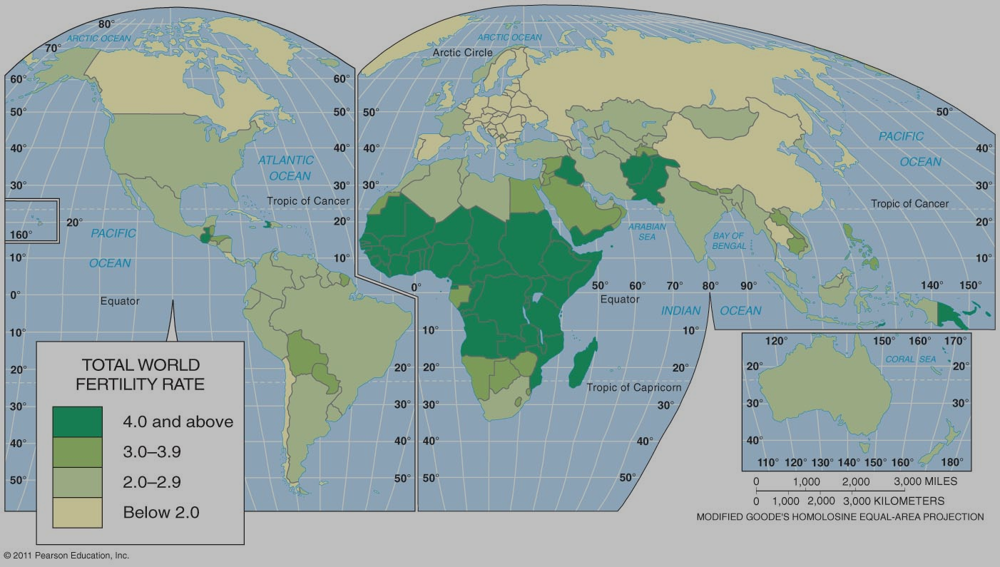 80°
ARCTIC OCEAN
70°
60°
60°
50°
50°
40°
40°
ATLANTIC
OCEAN
30°
30°
Tropic of Cancer
20°
20°
160°
PACIFIC
OCEAN
10°
10°
0°
Equator
10°
20°
20°
30°
30°
40°
40°
50°
50°
ARCTIC OCEAN
Arctic Circle
50°
50°
40°
40°
PACIFIC
OCEAN
30°
30°
Tropic of Cancer
20°
10°
ARABIAN
SEA
BAY OF
BENGAL
0°
50°
60°
70°
80°
90°
140°
150°
Equator
INDIAN
OCEAN
10°
10°
20°
20°
Tropic of Capricorn
30°
30°
40°
40°
50°
50°
120°
150°
160°
170°
CORAL SEA
20°
20°
30°
30°
40°
110°
120°
130°
140°
150°
160°
180°
0
1,000
2,000
3,000 MILES
0
1,000
2,000
3,000 KILOMETERS
MODIFIED GOODE'S HOMOLOSINE EQUAL-AREA PROJECTION
TOTAL WORLD
FERTILITY RATE
4.0 and above
3.0–3.9
2.0–2.9
Below 2.0
© 2011 Pearson Education, Inc.